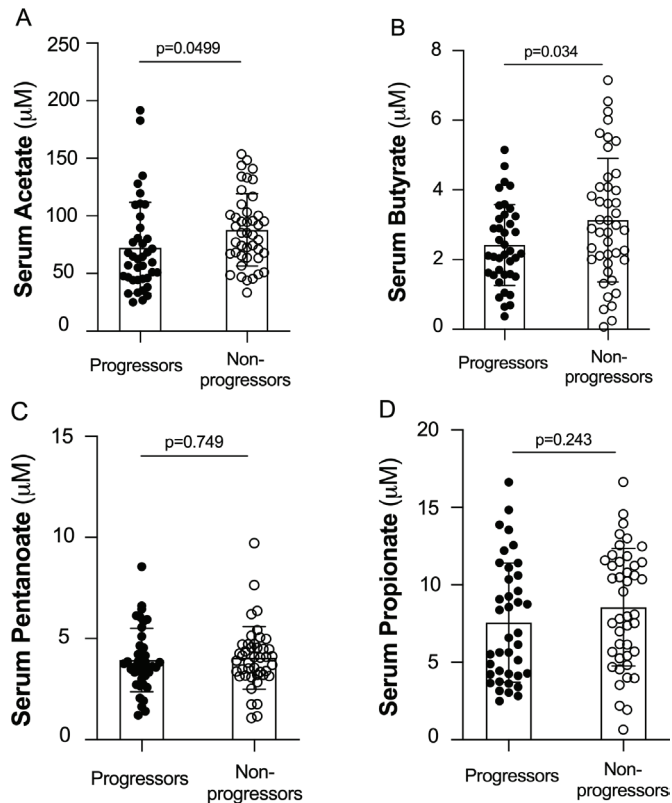 A
250
200
150
100
50
0
Serum Acetate (μM)
p=0.0499
Progressors
Non-
progressors
B
8
6
4
2
0
Serum Butyrate (μM)
p=0.034
Progressors
Non-
progressors
C
15
10
5
0
Serum Pentanoate (μM)
p=0.749
Progressors
Non-
progressors
D
20
15
10
5
0
Serum Propionate (μM)
p=0.243
Progressors
Non-
progressors